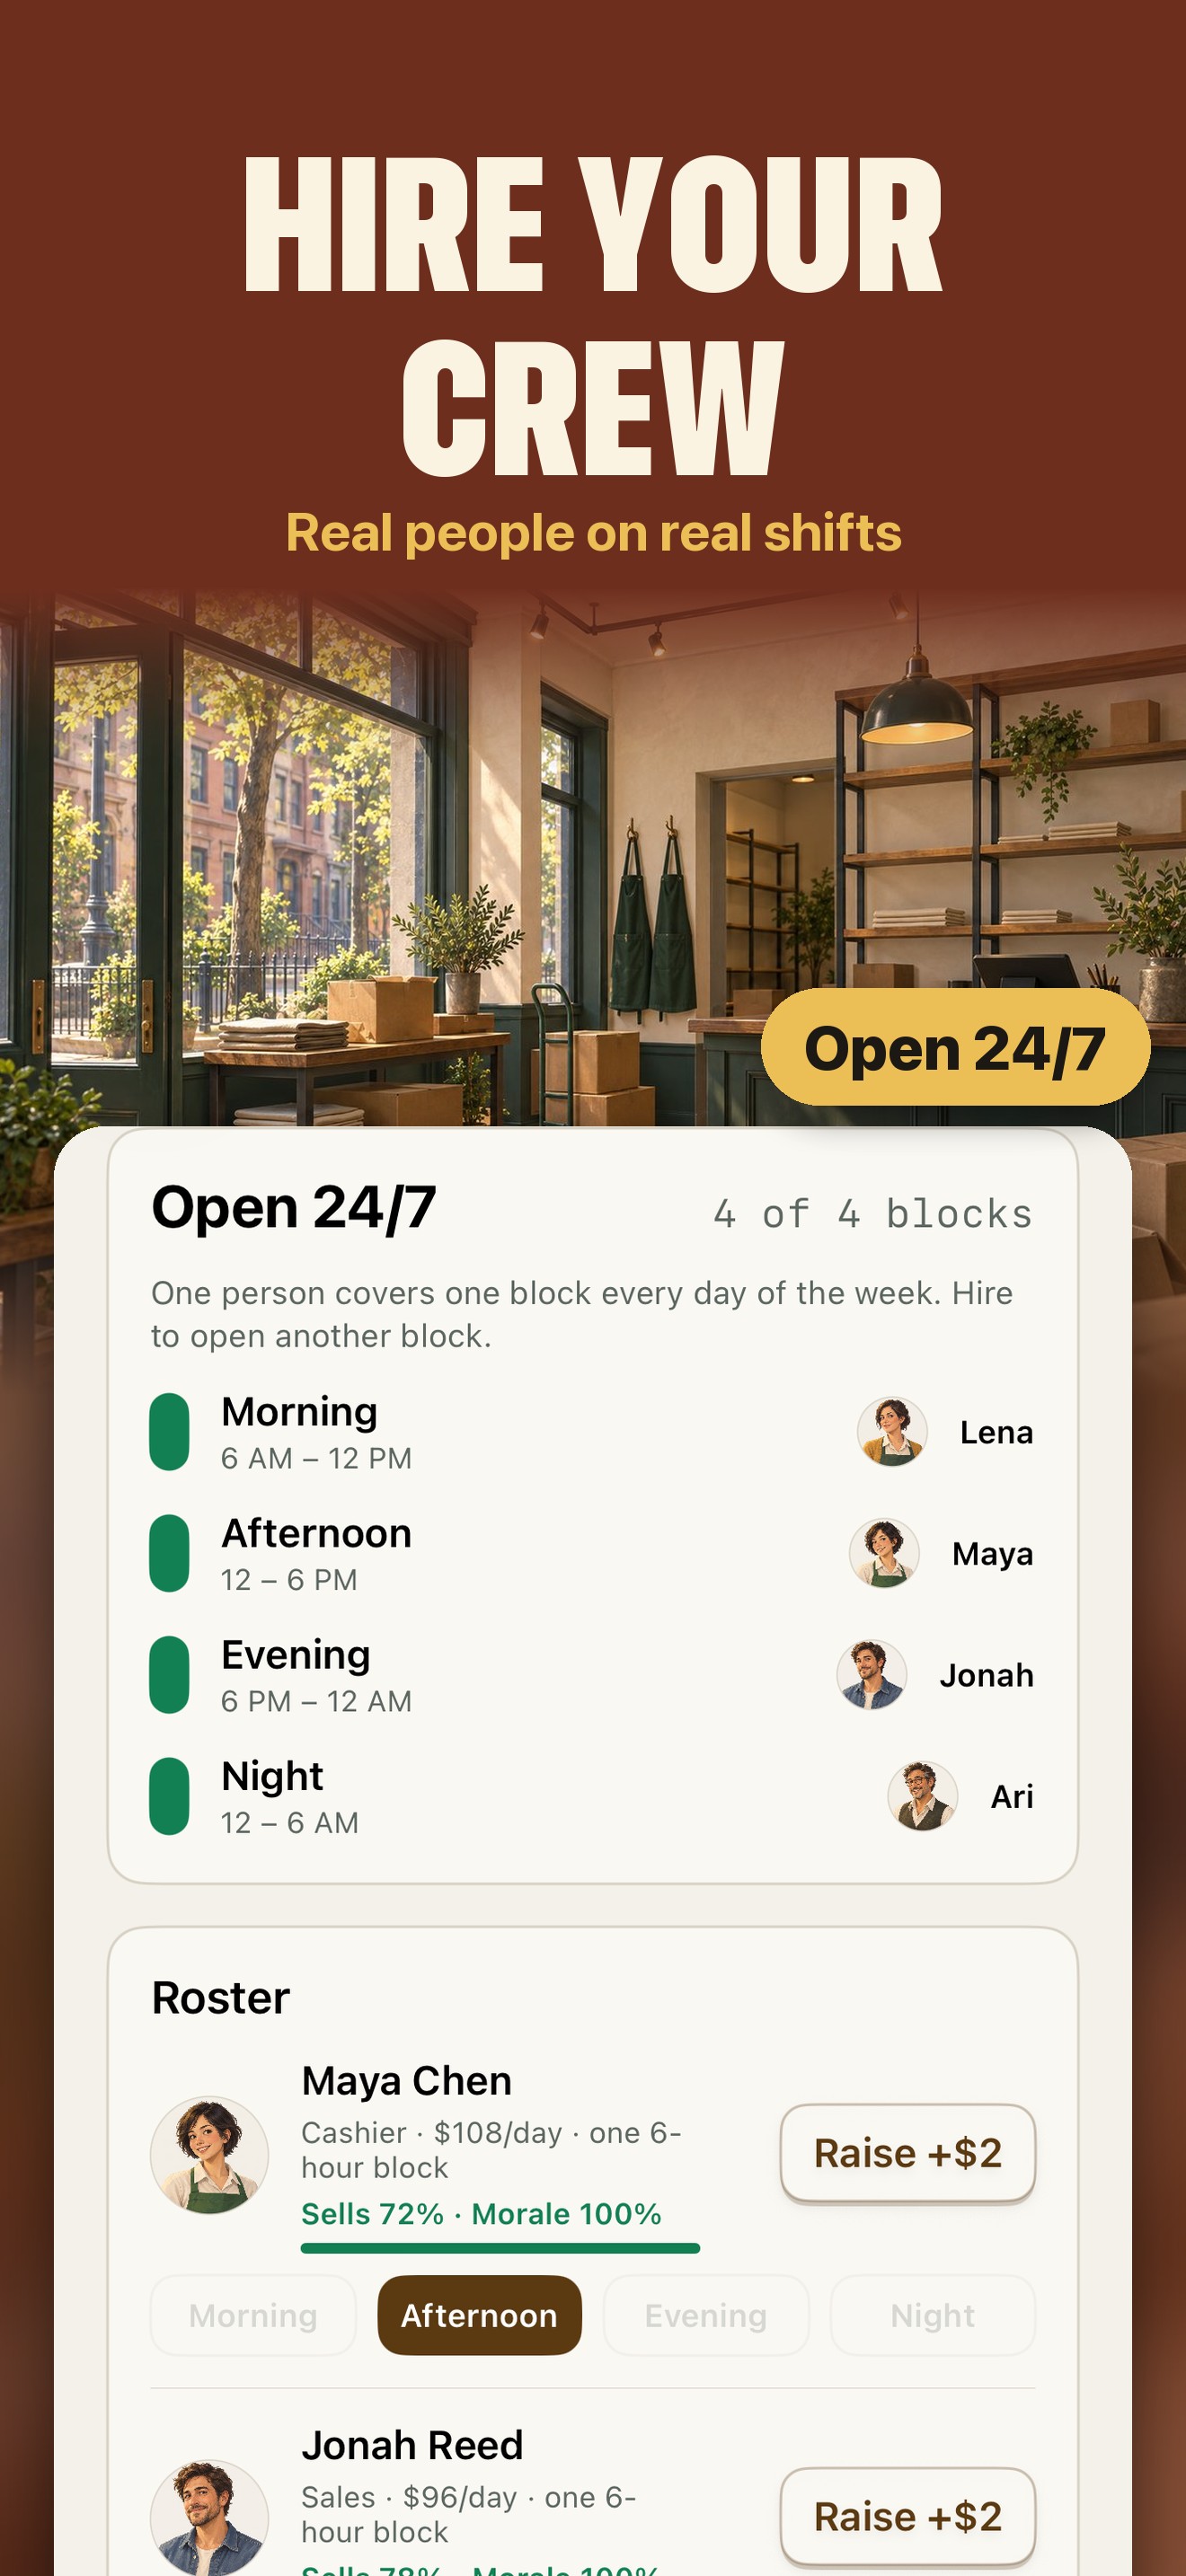 HIRE YOUR
CREW
Real people on real shifts
Open 24/7
Open 24/7
4 of 4 blocks
One person covers one block every day of the week. Hire
to open another block.
Morning
6 AM – 12 PM
Lena
Afternoon
12 – 6 PM
Maya
Evening
6 PM – 12 AM
Jonah
Night
12 – 6 AM
Ari
Roster
Maya Chen
Cashier · $108/day · one 6-
hour block
Sells 72% · Morale 100%
Raise +$2
Morning
Afternoon
Evening
Night
Jonah Reed
Sales · $96/day · one 6-
hour block
Raise +$2
Sells 78% · Morale 100%